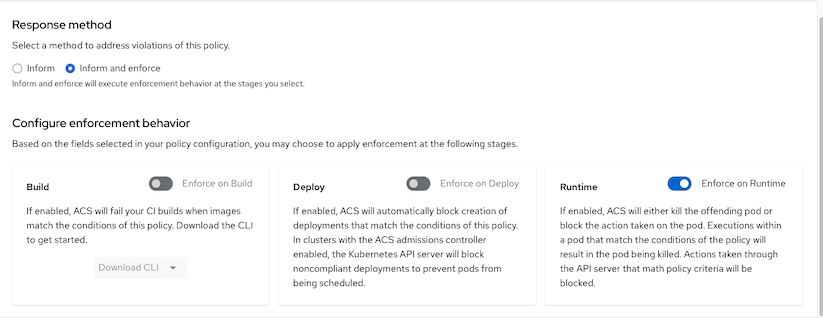 Response method
Select a method to address violations of this policy.
Inform Inform and enforce
Inform and enforce will execute enforcement behavior at the stages you select.
Configure enforcement behavior
Based on the fields selected in your policy configuration, you may choose to apply enforcement at the following stages.
Build Enforce on Build
If enabled, ACS will fail your CI builds when images
match the conditions of this policy. Download the CLI
to get started.
Download CLI
Deploy Enforce on Deploy
If enabled, ACS will automatically block creation of
deployments that match the conditions of this policy.
In clusters with the ACS admissions controller
enabled, the Kubernetes API server will block
noncompliant deployments to prevent pods from
being scheduled.
Runtime Enforce on Runtime
If enabled, ACS will either kill the offending pod or
block the action taken on the pod. Executions within
a pod that match the conditions of the policy will
result in the pod being killed. Actions taken through
the API server that math policy criteria will be
blocked.